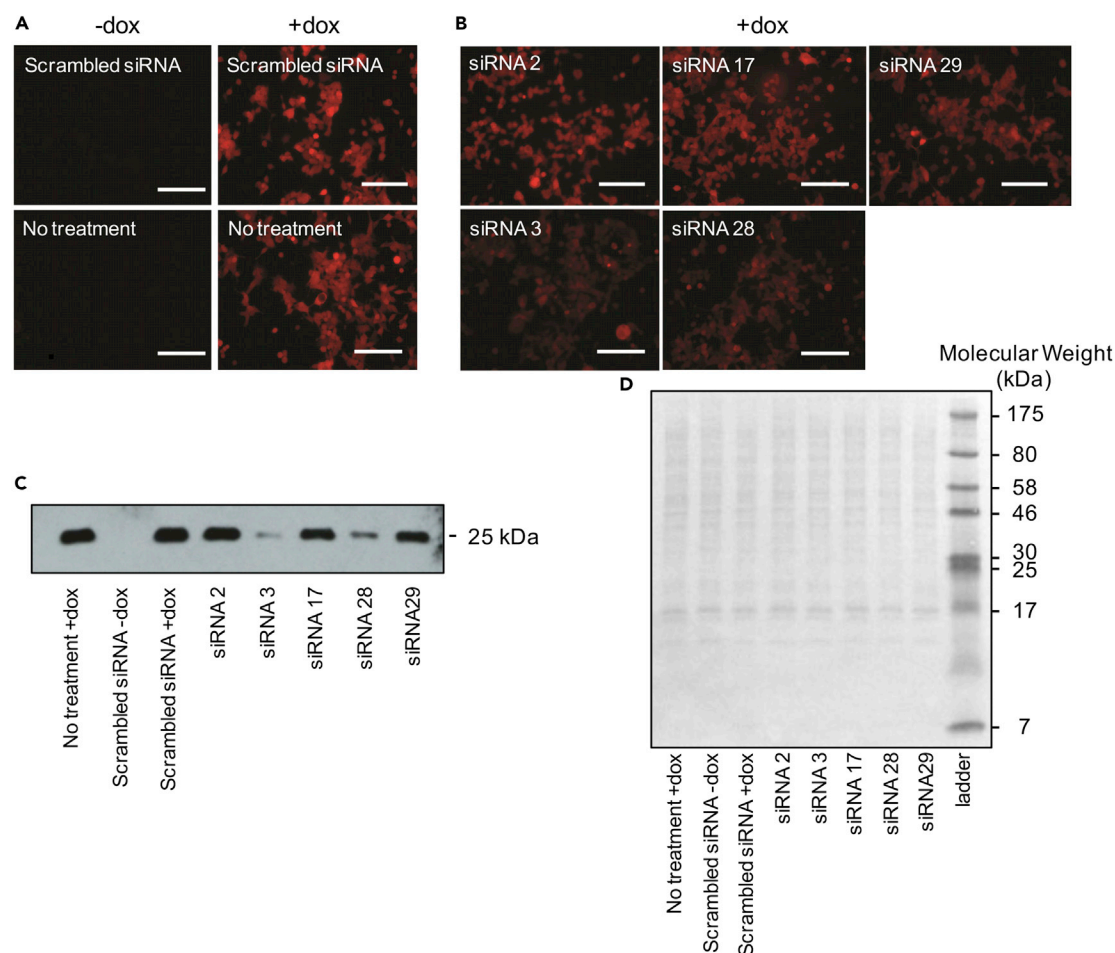 A
-dox
+dox
Scrambled siRNA
Scrambled siRNA
No treatment
No treatment
B
+dox
siRNA 2
siRNA 17
siRNA 29
siRNA 3
siRNA 28
C
- 25 kDa
No treatment +dox
Scrambled siRNA -dox
Scrambled siRNA +dox
siRNA 2
siRNA 3
siRNA 17
siRNA 28
siRNA29
D
Molecular Weight
(kDa)
175
80
58
46
30
25
17
7
No treatment +dox
Scrambled siRNA -dox
Scrambled siRNA +dox
siRNA 2
siRNA 3
siRNA 17
siRNA 28
siRNA29
ladder